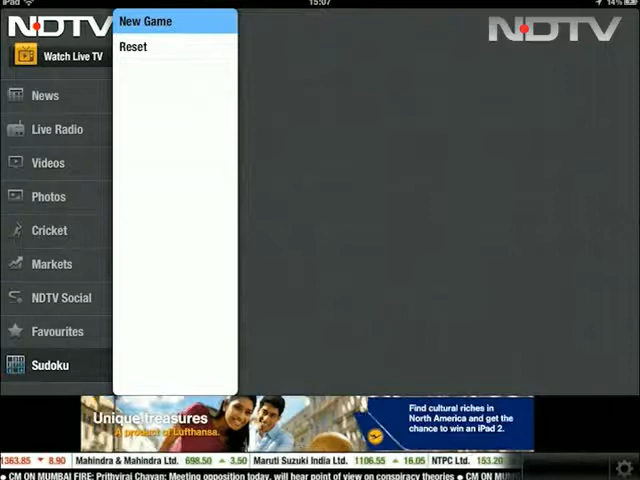 iPad
15:07
14%
NDTV
New Game
NDTV
Watch Live TV
Reset
News
Live Radio
Videos
Photos
Cricket
Markets
NDTV Social
Favourites
Sudoku
Unique treasures
A product of Lufthansa.
Find cultural riches in
North America and get the
chance to win an iPad 2.
1363.85 8.90 Mahindra & Mahindra Ltd. 698.50 3.50 Maruti Suzuki India Ltd. 1106.55 16.05 NTPC Ltd. 153.20
CM ON MUMBAI FIRE: Prithviraj Chavan: Meeting opposition today, will hear point of view on conspiracy theories CM ON MUM